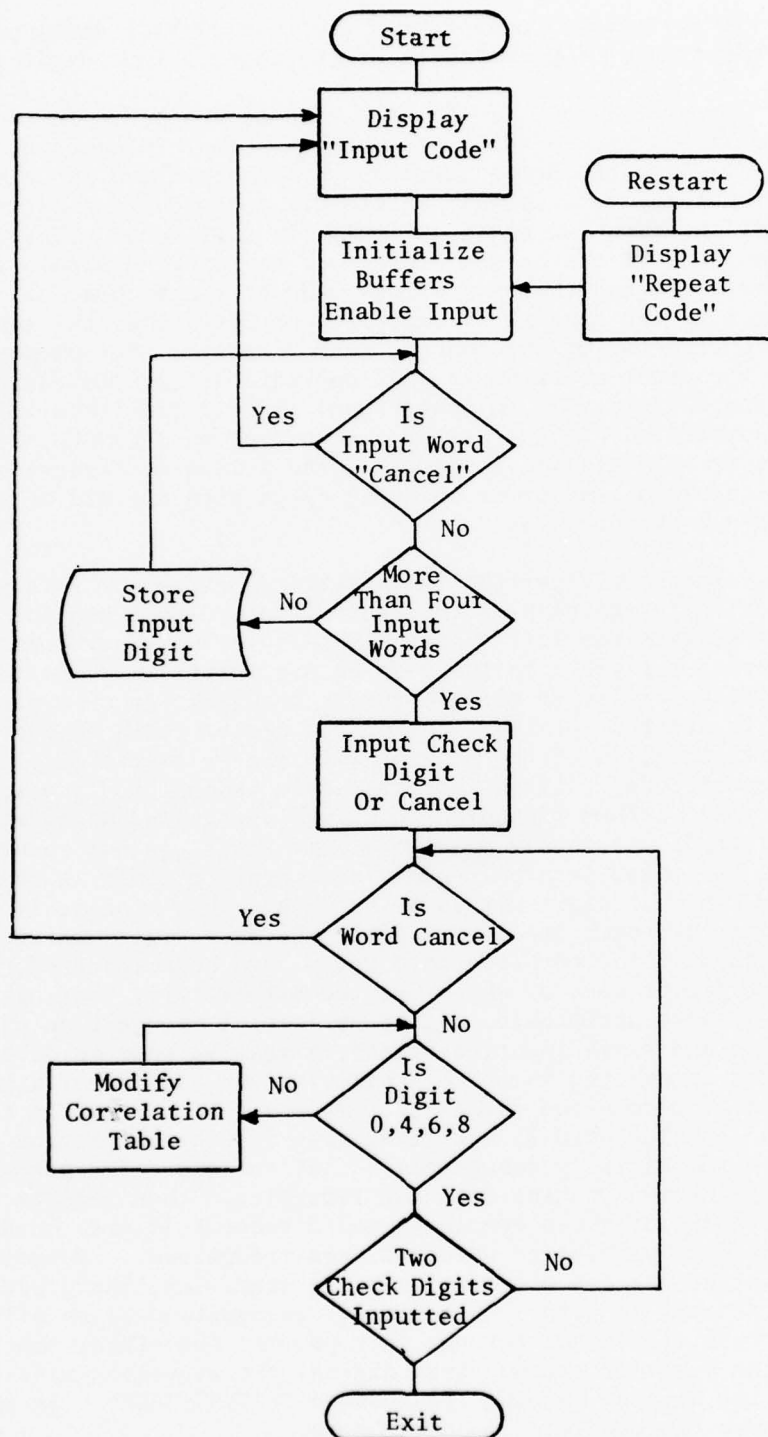 Start
Display
"Input Code"
Restart
Initialize
Buffers
Enable Input
Display
"Repeat
Code"
Yes
Is
Input Word
"Cancel"
No
More
Than Four
Input
Words
No
Store
Input
Digit
Yes
Input Check
Digit
Or Cancel
Yes
Is
Word Cancel
No
Is
Digit
0,4,6,8
No
Modify
Correlation
Table
Yes
Two
Check Digits
Inputted
No
Exit